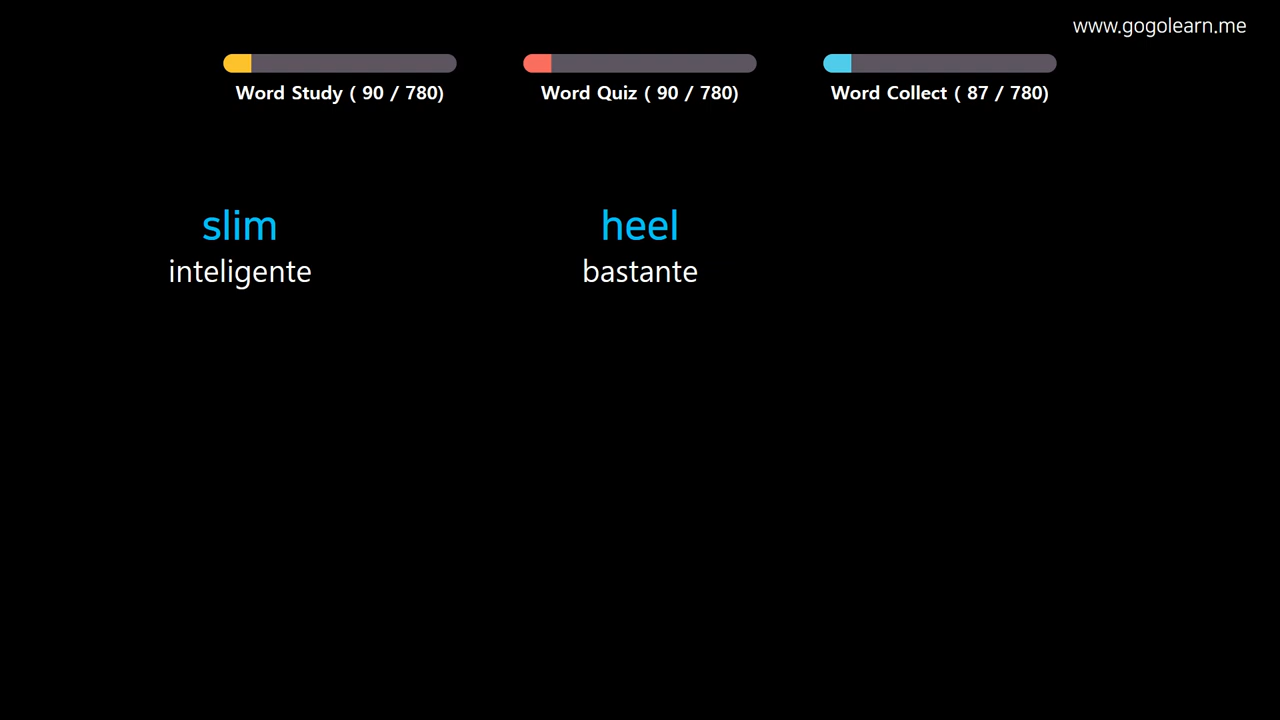 www.gogolearn.me
Word Study ( 90 / 780)
Word Quiz ( 90 / 780)
Word Collect ( 87 / 780)
slim
inteligente
heel
bastante